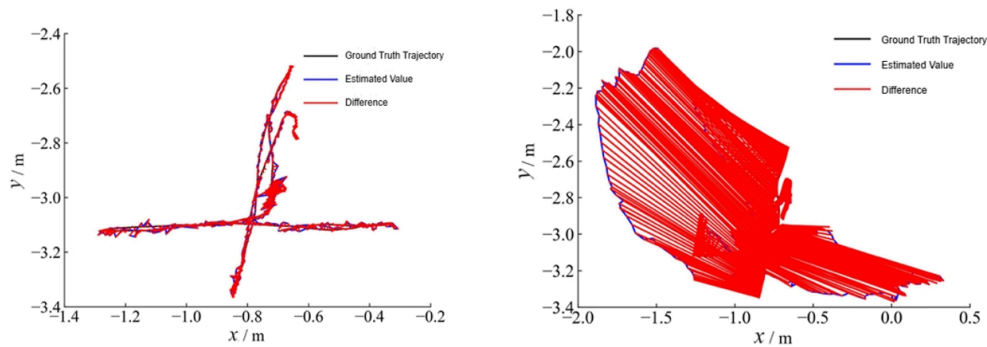 −2.4
−2.6
−2.8
−3.0
−3.2
−3.4
y / m
Ground Truth Trajectory
Estimated Value
Difference
−1.4 −1.2 −1.0 −0.8 −0.6 −0.4 −0.2
x / m
−1.8
−2.0
−2.2
−2.4
−2.6
−2.8
−3.0
−3.2
−3.4
y / m
Ground Truth Trajectory
Estimated Value
Difference
−2.0 −1.5 −1.0 −0.5 0.0 0.5
x / m